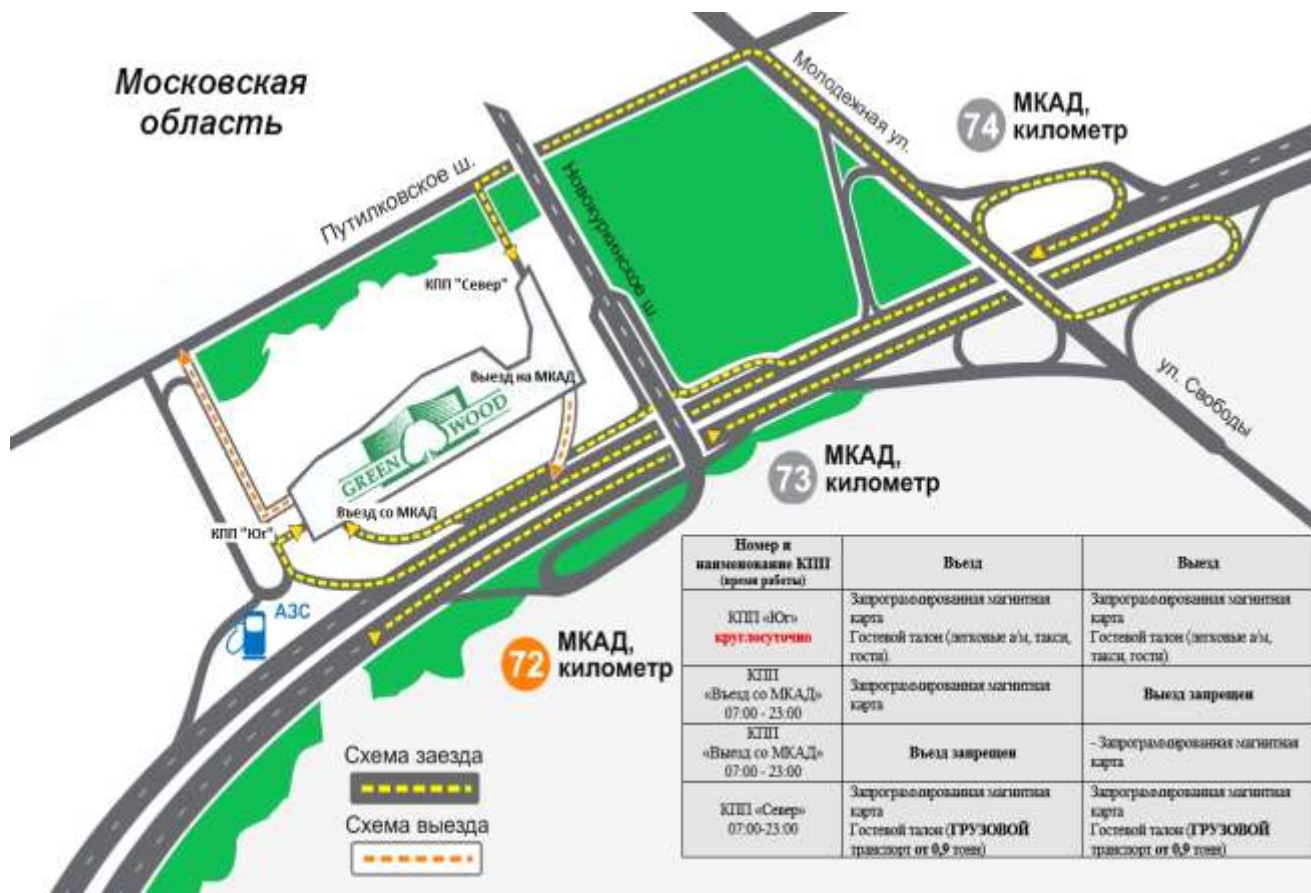 Московская
область
Путилковское ш.
Молодежная ул.
74
МКАД,
километр
Новокуркинское ш.
КПП "Север"
Выезд на МКАД
GREEN WOOD
Въезд со МКАД
КПП "Юг"
ул. Свободы
73
МКАД,
километр
АЗС
72
МКАД,
километр
Схема заезда
Схема выезда
Номер и
наименование КПП
(время работы)
Въезд
Выезд
КПП «Юг»
круглосуточно
Запрограммированная магнитная
карта
Гостевой талон (легковые а/м, такси,
гости).
Запрограммированная магнитная
карта
Гостевой талон (легковые а/м,
такси, гости).
КПП
«Въезд со МКАД»
07:00 - 23:00
Запрограммированная магнитная
карта
Выезд запрещен
КПП
«Выезд со МКАД»
07:00 - 23:00
Въезд запрещен
- Запрограммированная магнитная
карта
КПП «Север»
07:00-23:00
Запрограммированная магнитная
карта
Гостевой талон (ГРУЗОВОЙ
транспорт от 0,9 тонн)
Запрограммированная магнитная
карта
Гостевой талон (ГРУЗОВОЙ
транспорт от 0,9 тонн)